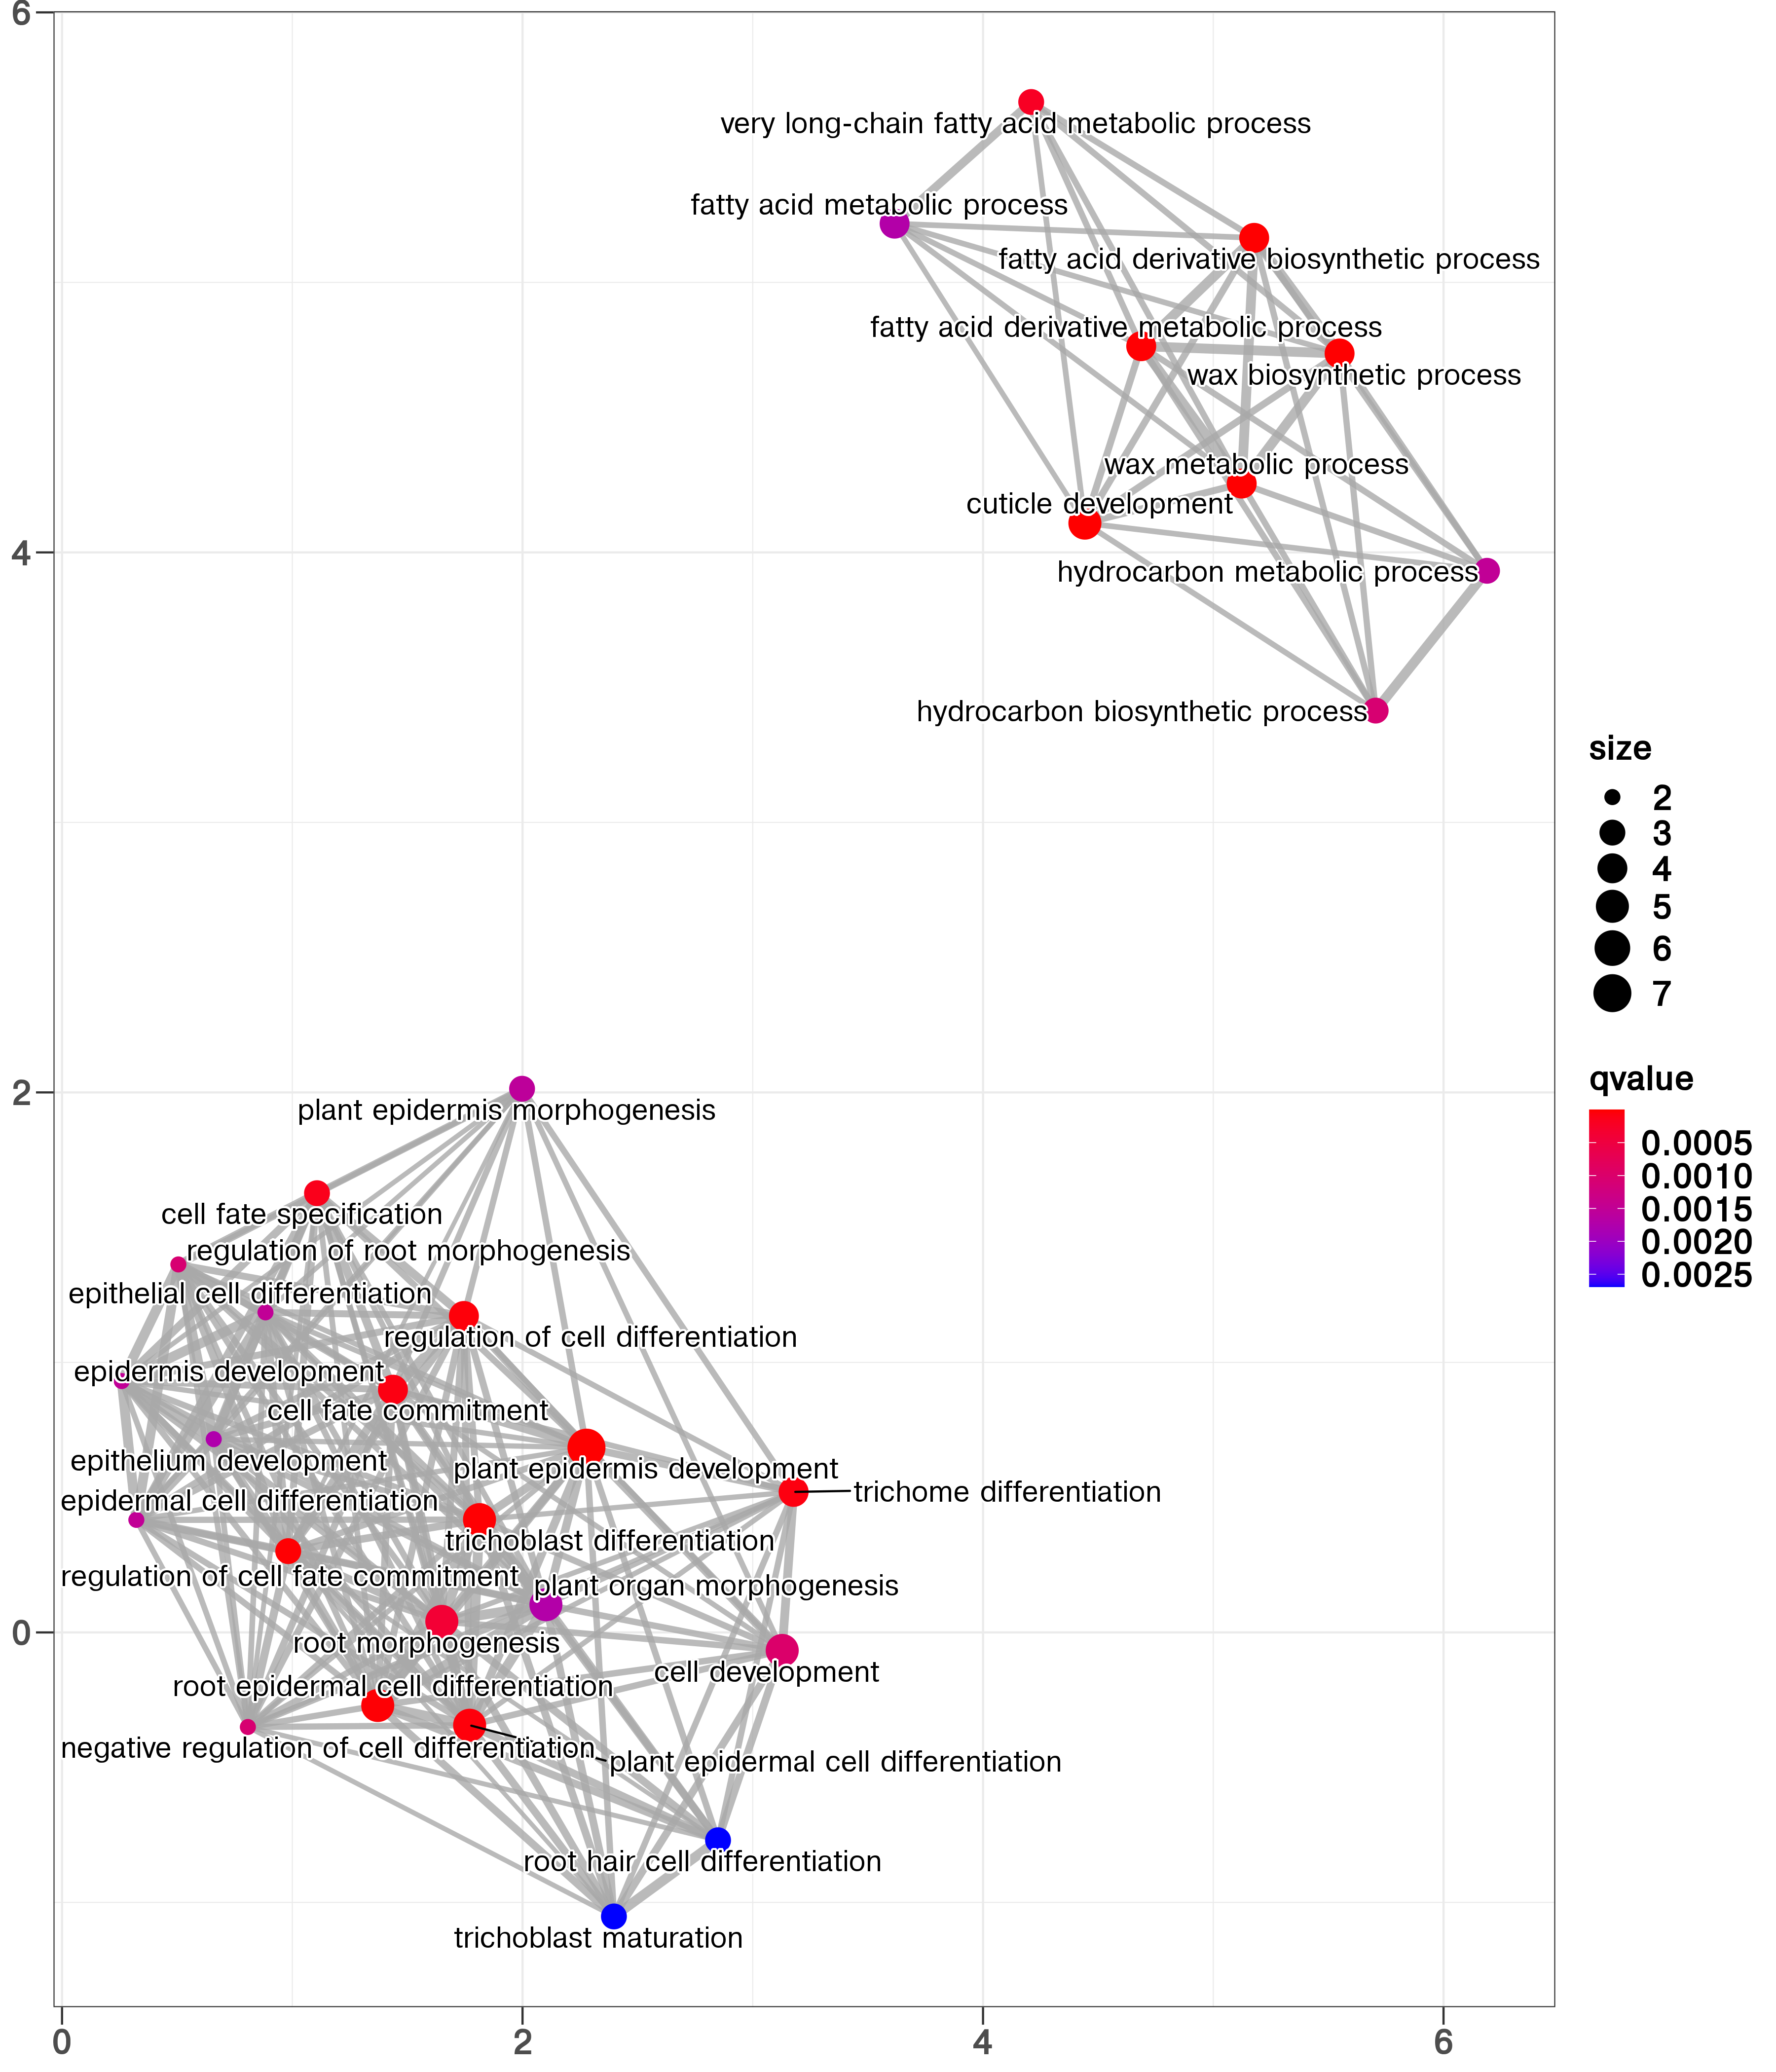 6
very long-chain fatty acid metabolic process
fatty acid metabolic process
fatty acid derivative biosynthetic process
fatty acid derivative metabolic process
wax biosynthetic process
wax metabolic process
cuticle development
4
hydrocarbon metabolic process
hydrocarbon biosynthetic process
size
2
3
4
5
6
7
qvalue
0.0005
0.0010
0.0015
0.0020
0.0025
2
plant epidermis morphogenesis
cell fate specification
regulation of root morphogenesis
epithelial cell differentiation
regulation of cell differentiation
epidermis development
cell fate commitment
epithelium development
plant epidermis development
trichome differentiation
epidermal cell differentiation
trichoblast differentiation
regulation of cell fate commitment
plant organ morphogenesis
0
root morphogenesis
cell development
root epidermal cell differentiation
negative regulation of cell differentiation
plant epidermal cell differentiation
root hair cell differentiation
trichoblast maturation
0
2
4
6